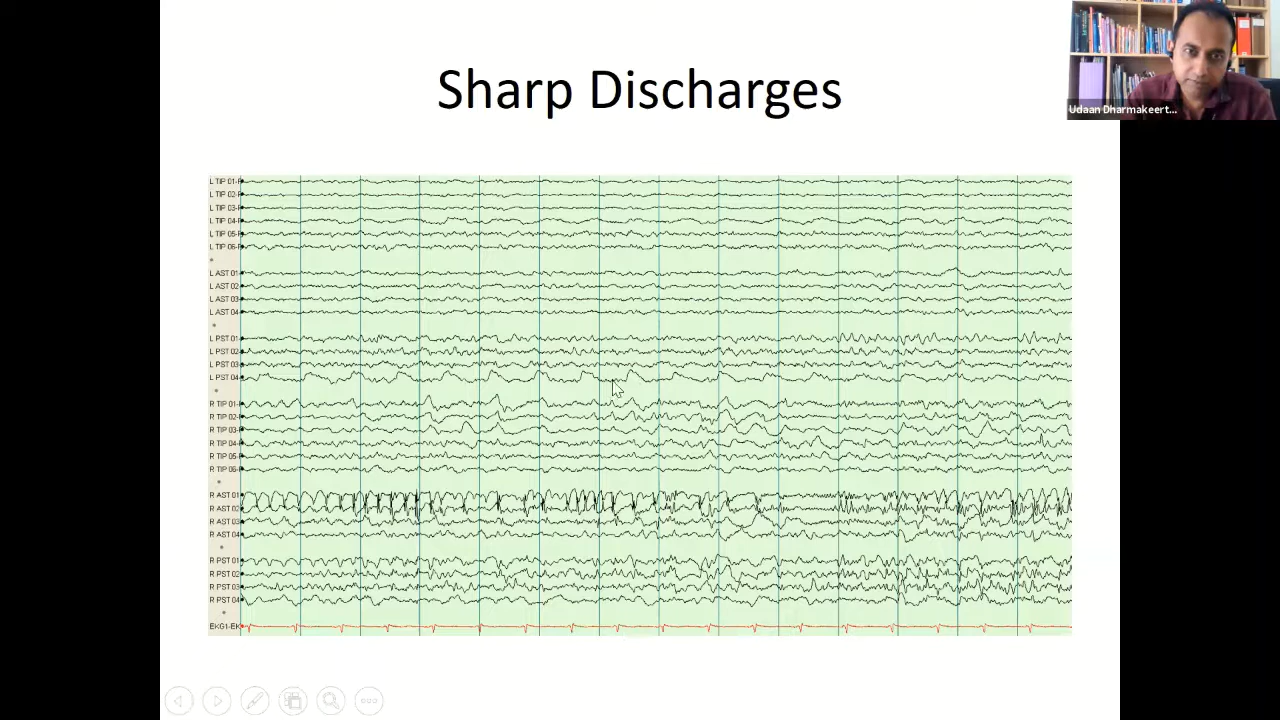 Sharp Discharges
Udaan Dharmakeert...
L TIP 01-F
L TIP 02-F
L TIP 03-F
L TIP 04-F
L TIP 05-F
L TIP 06-F
*
L AST 01
L AST 02
L AST 03
L AST 04
*
L PST 01
L PST 02
L PST 03
L PST 04
*
R TIP 01-
R TIP 02-
R TIP 03-
R TIP 04-
R TIP 05-
R TIP 06-
*
R AST 01
R AST 02
R AST 03
R AST 04
*
R PST 01
R PST 02
R PST 03
R PST 04
*
EKG1-EK